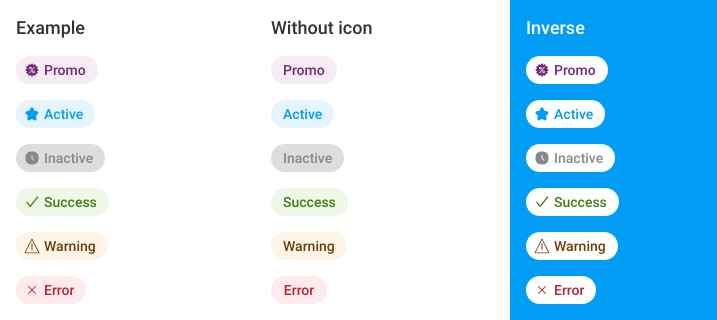 Example
Promo
Active
Inactive
Success
Warning
Error
Without icon
Promo
Active
Inactive
Success
Warning
Error
Inverse
Promo
Active
Inactive
Success
Warning
Error